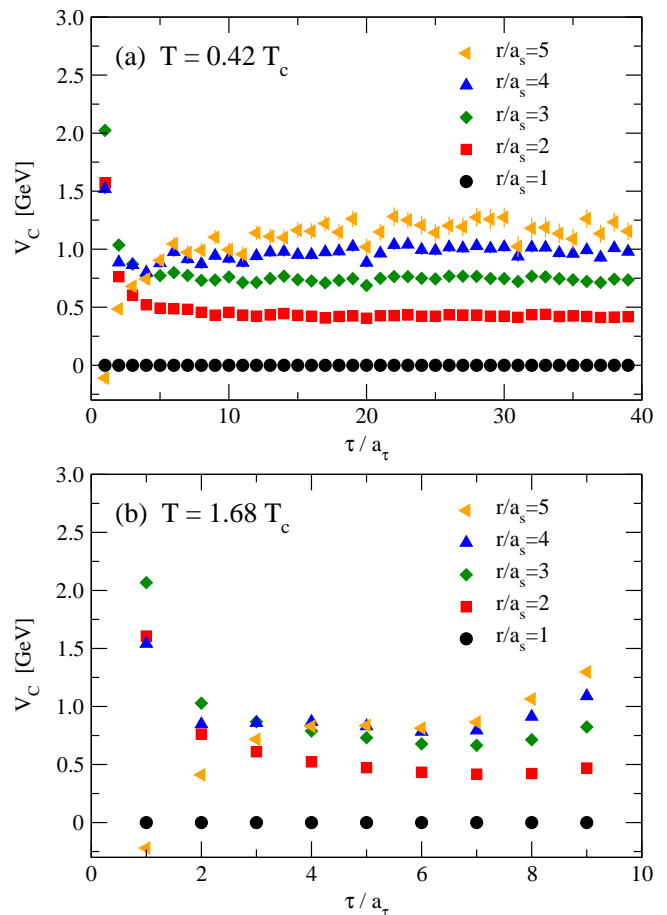 3.0
(a) T = 0.42 T_c
r/a_s=5
2.5
r/a_s=4
2.0
r/a_s=3
r/a_s=2
1.5
r/a_s=1
V_C [GeV]
1.0
0.5
0
0 10 20 30 40
τ / a_τ
3.0
(b) T = 1.68 T_c
r/a_s=5
2.5
r/a_s=4
2.0
r/a_s=3
r/a_s=2
1.5
r/a_s=1
V_C [GeV]
1.0
0.5
0
0 2 4 6 8 10
τ / a_τ